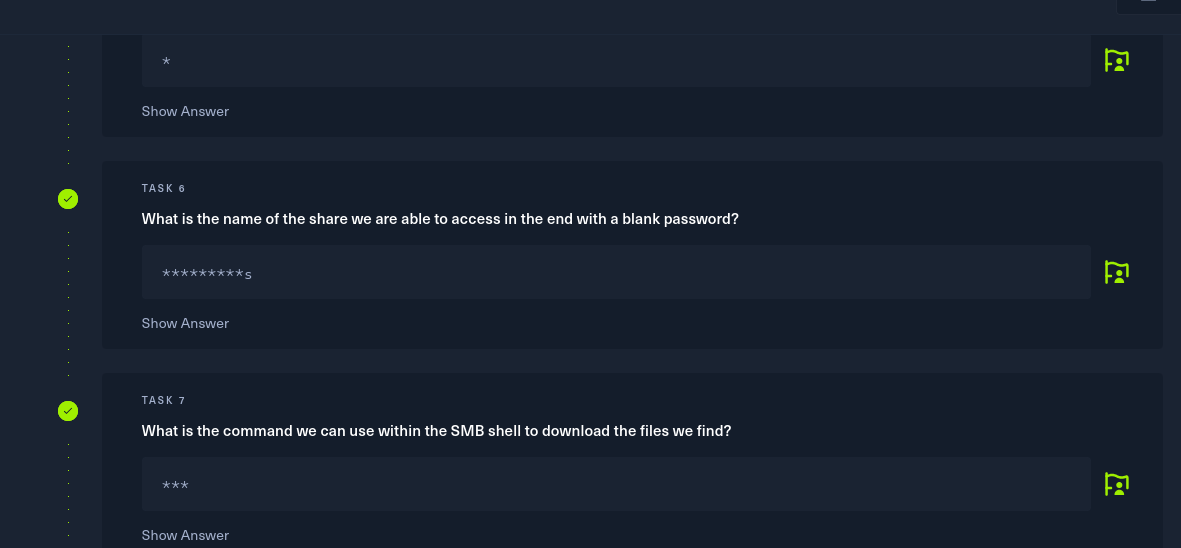 *
Show Answer
TASK 6
What is the name of the share we are able to access in the end with a blank password?
*********s
Show Answer
TASK 7
What is the command we can use within the SMB shell to download the files we find?
***
Show Answer